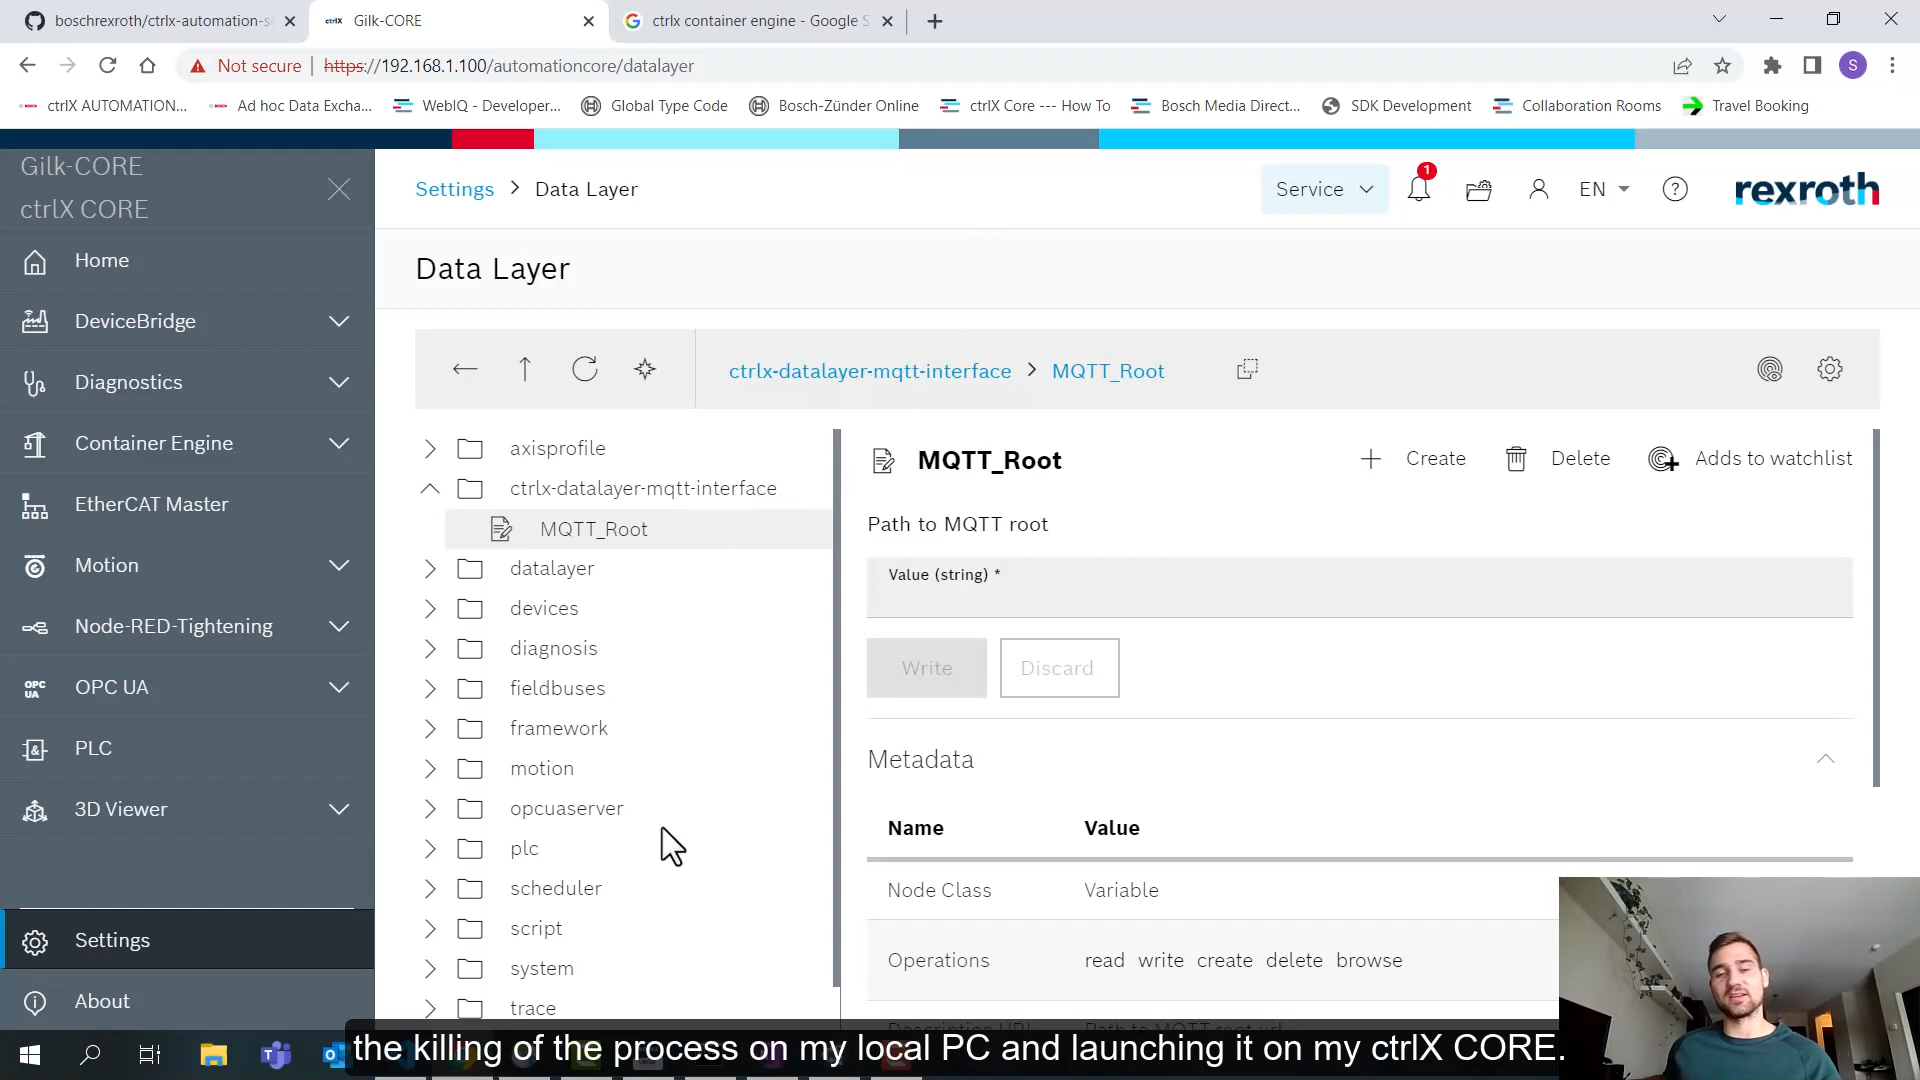 boschrexroth/ctrlx-automation-s
ctrlX Gilk-CORE
ctrlx container engine - Google S
Not secure | https://192.168.1.100/automationcore/datalayer
S
ctrlX AUTOMATION...
Ad hoc Data Excha...
WebIQ - Developer...
Global Type Code
Bosch-Zünder Online
ctrlX Core --- How To
Bosch Media Direct...
SDK Development
Collaboration Rooms
Travel Booking
Gilk-CORE
ctrlX CORE
Home
DeviceBridge
Diagnostics
Container Engine
EtherCAT Master
Motion
Node-RED-Tightening
OPC UA OPC UA
PLC
3D Viewer
Settings
About
Settings > Data Layer
Service
1
EN
rexroth
Data Layer
ctrlx-datalayer-mqtt-interface > MQTT_Root
axisprofile
ctrlx-datalayer-mqtt-interface
MQTT_Root
datalayer
devices
diagnosis
fieldbuses
framework
motion
opcuaserver
plc
scheduler
script
system
trace
MQTT_Root
Create
Delete
Adds to watchlist
Path to MQTT root
Value (string) *
Write
Discard
Metadata
Name Value
Node Class Variable
Operations read write create delete browse
the killing of the process on my local PC and launching it on my ctrlX CORE.